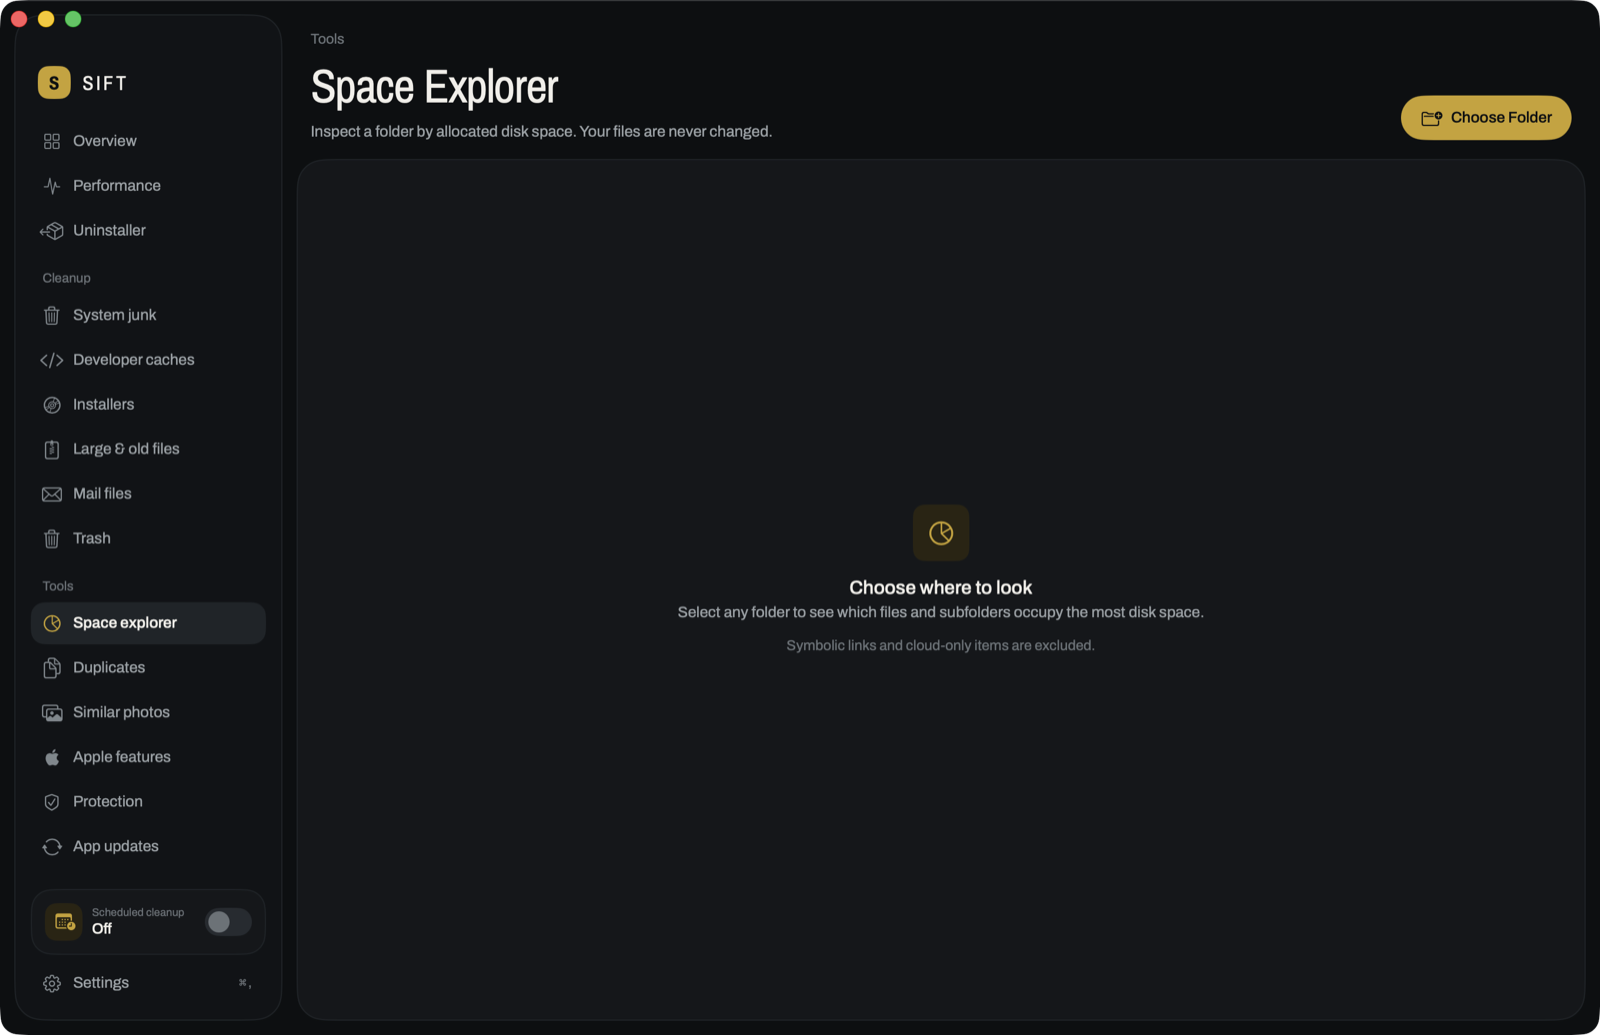 S SIFT
Overview
Performance
Uninstaller
Cleanup
System junk
Developer caches
Installers
Large & old files
Mail files
Trash
Tools
Space explorer
Duplicates
Similar photos
Apple features
Protection
App updates
Scheduled cleanup
Off
Settings ⌘,
Tools
Space Explorer
Inspect a folder by allocated disk space. Your files are never changed.
Choose Folder
Choose where to look
Select any folder to see which files and subfolders occupy the most disk space.
Symbolic links and cloud-only items are excluded.